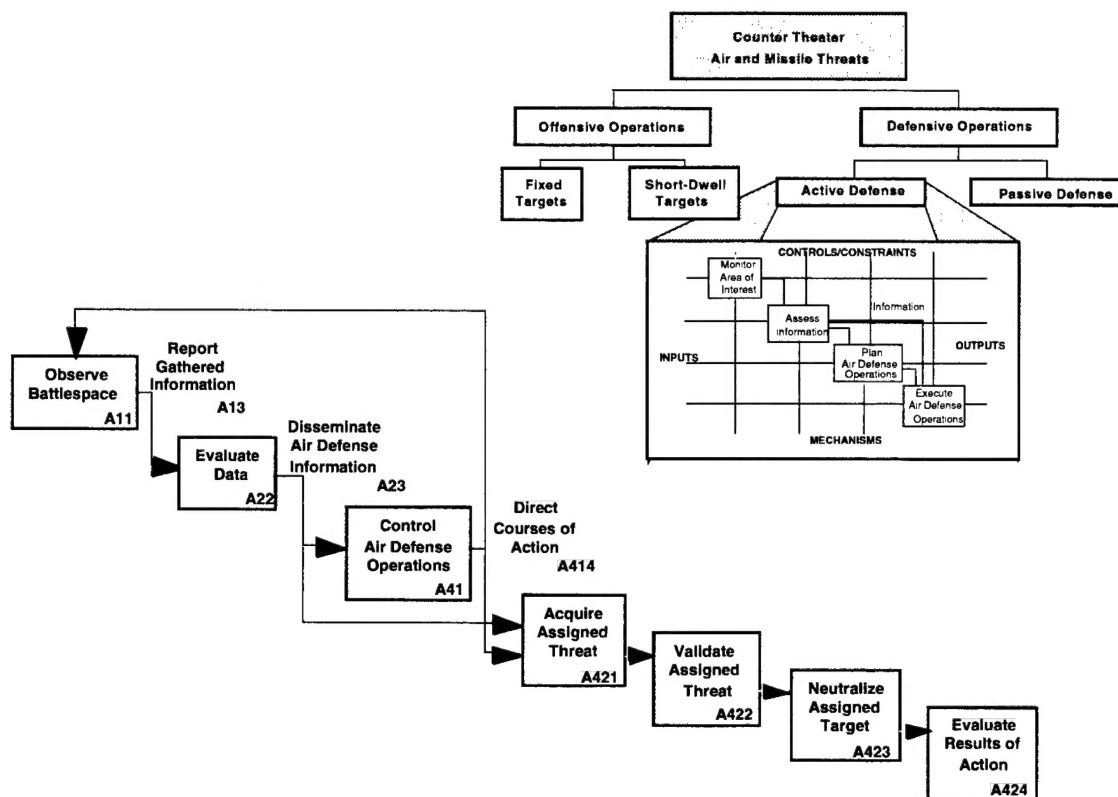 Counter Theater
Air and Missile Threats
Offensive Operations
Defensive Operations
Fixed
Targets
Short-Dwell
Targets
Active Defense
Passive Defense
CONTROLS/CONSTRAINTS
Monitor
Area of
Interest
Information
Assess
Information
INPUTS
OUTPUTS
Plan
Air Defense
Operations
Execute
Air Defense
Operations
MECHANISMS
Observe
Battlespace
A11
Report
Gathered
Information
A13
Evaluate
Data
A22
Disseminate
Air Defense
Information
A23
Control
Air Defense
Operations
A41
Direct
Courses of
Action
A414
Acquire
Assigned
Threat
A421
Validate
Assigned
Threat
A422
Neutralize
Assigned
Target
A423
Evaluate
Results of
Action
A424